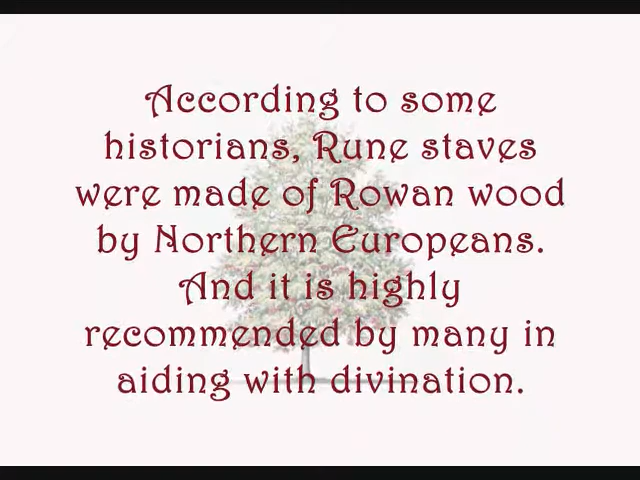 According to some
historians, Rune staves
were made of Rowan wood
by Northern Europeans.
And it is highly
recommended by many in
aiding with divination.